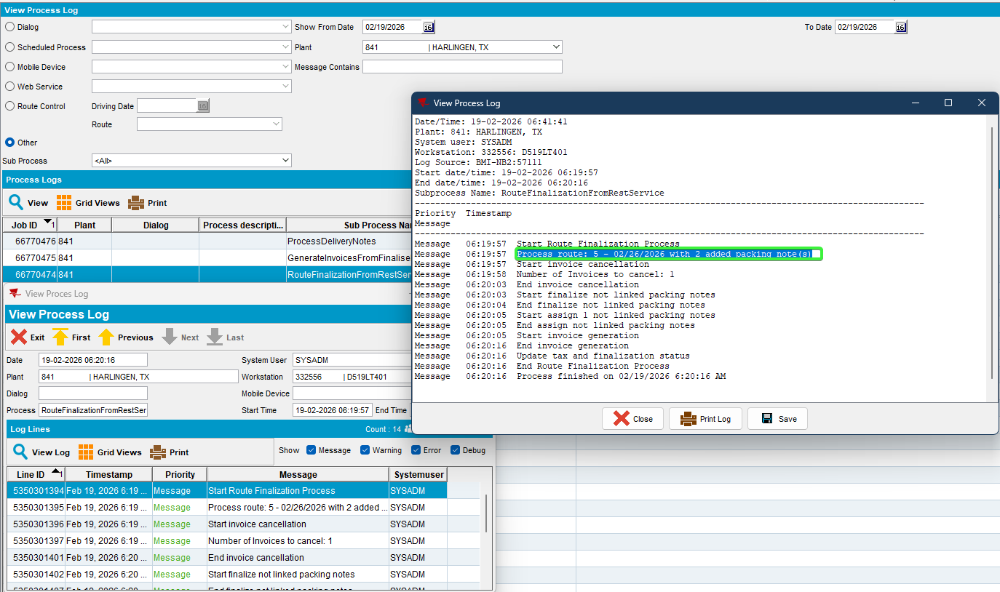 View Process Log
Dialog Show From Date 02/19/2026 16 To Date 02/19/2026 16
Scheduled Process Plant 841 | HARLINGEN, TX
Mobile Device Message Contains
Web Service
Route Control Driving Date 16
Route
Other
Sub Process <All>
Process Logs
View Grid Views Print
Job ID 1 Plant Dialog Process descripti... Sub Process Nar
66770476 841 ProcessDeliveryNotes
66770475 841 GenerateInvoicesFromFinalise
66770474 841 RouteFinalizationFromRestSer
View Proces Log
View Process Log
Exit First Previous Next Last
Date 19-02-2026 06:20:16 System User SYSADM
Plant 841 | HARLINGEN, TX Workstation 332556 | D519LT401
Dialog Mobile Device
Process RouteFinalizationFromRestSer Start Time 19-02-2026 06:19:57 End Time
Log Lines Count : 14
View Log Grid Views Print Show Message Warning Error Debug
Line ID 1 Timestamp Priority Message Systemuser
5350301394 Feb 19, 2026 6:19 ... Message Start Route Finalization Process SYSADM
5350301395 Feb 19, 2026 6:19 ... Message Process route: 5 - 02/26/2026 with 2 added ... SYSADM
5350301396 Feb 19, 2026 6:19 ... Message Start invoice cancellation SYSADM
5350301397 Feb 19, 2026 6:19 ... Message Number of Invoices to cancel: 1 SYSADM
5350301401 Feb 19, 2026 6:20 ... Message End invoice cancellation SYSADM
5350301402 Feb 19, 2026 6:20 ... Message Start finalize not linked packing notes SYSADM
View Process Log
Date/Time: 19-02-2026 06:41:41
Plant: 841: HARLINGEN, TX
System user: SYSADM
Workstation: 332556: D519LT401
Log Source: BMI-NB2:57111
Start date/time: 19-02-2026 06:19:57
End date/time: 19-02-2026 06:20:16
Subprocess Name: RouteFinalizationFromRestService
Priority Timestamp
Message
Message 06:19:57 Start Route Finalization Process
Message 06:19:57 Process route: 5 - 02/26/2026 with 2 added packing note(s)
Message 06:19:57 Start invoice cancellation
Message 06:19:58 Number of Invoices to cancel: 1
Message 06:20:03 End invoice cancellation
Message 06:20:03 Start finalize not linked packing notes
Message 06:20:04 End finalize not linked packing notes
Message 06:20:05 Start assign 1 not linked packing notes
Message 06:20:05 End assign not linked packing notes
Message 06:20:05 Start invoice generation
Message 06:20:16 End invoice generation
Message 06:20:16 Update tax and finalization status
Message 06:20:16 End Route Finalization Process
Message 06:20:16 Process finished on 02/19/2026 6:20:16 AM
Close Print Log Save